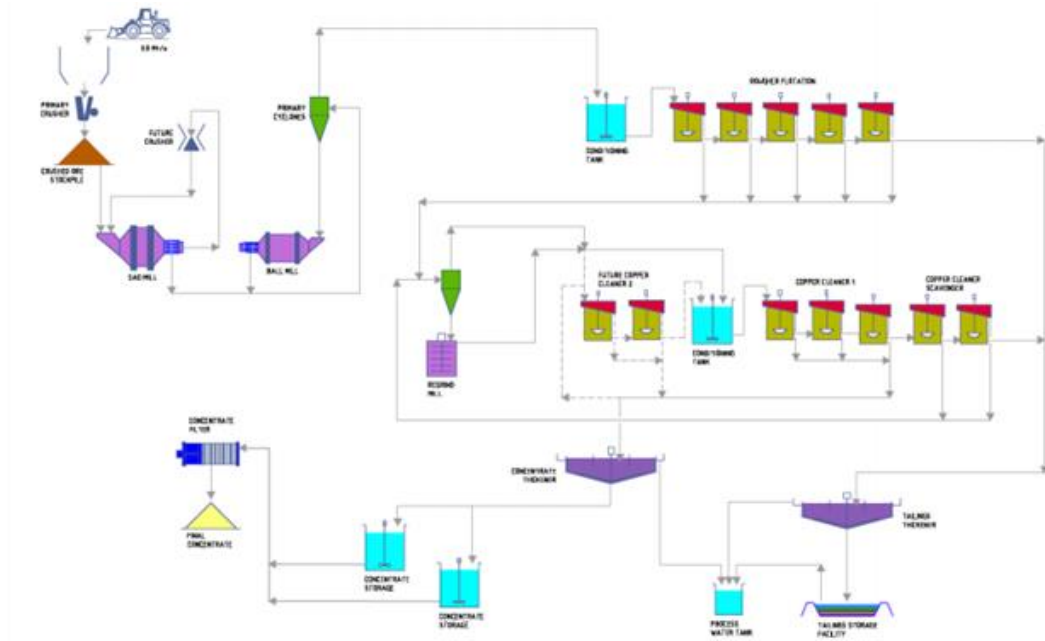 PRIMARY
CRUSHER
CRUSHED ORE
STOCKPILE
FUTURE
CRUSHER
SAG MILL
PRIMARY
CYCLONES
BALL MILL
CONDITIONING
TANK
ROUGHER FLOTATION
REGRIND
MILL
FUTURE COPPER
CLEANER 2
CONDITIONING
TANK
COPPER CLEANER 1
COPPER CLEANER
SCAVENGER
CONCENTRATE
FILTER
FINAL
CONCENTRATE
CONCENTRATE
STORAGE
CONCENTRATE
STORAGE
CONCENTRATE
THICKENER
TAILINGS
THICKENER
PROCESS
WATER TANK
TAILINGS STORAGE
FACILITY